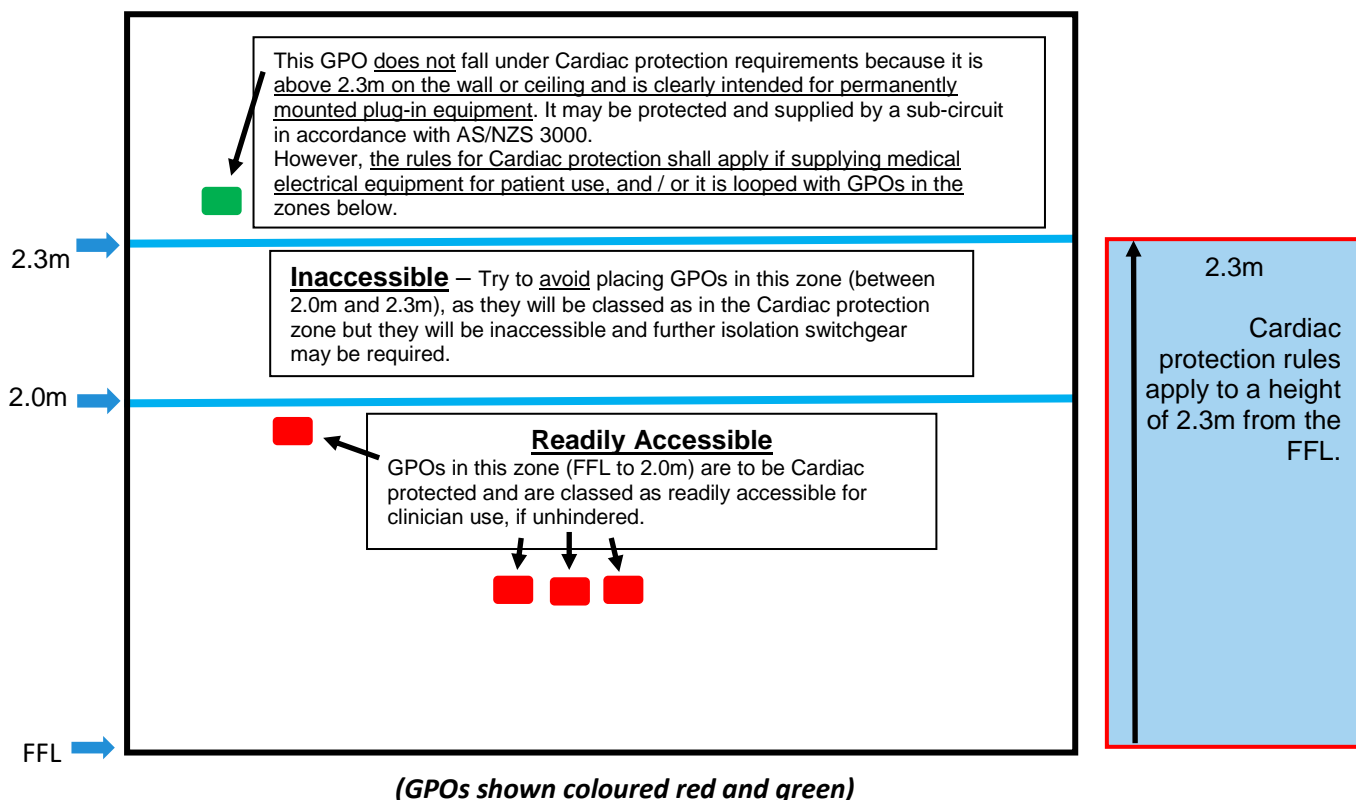 This GPO does not fall under Cardiac protection requirements because it is
above 2.3m on the wall or ceiling and is clearly intended for permanently
mounted plug-in equipment. It may be protected and supplied by a sub-circuit
in accordance with AS/NZS 3000.
However, the rules for Cardiac protection shall apply if supplying medical
electrical equipment for patient use, and / or it is looped with GPOs in the
zones below.
2.3m
Inaccessible – Try to avoid placing GPOs in this zone (between
2.0m and 2.3m), as they will be classed as in the Cardiac protection
zone but they will be inaccessible and further isolation switchgear
may be required.
2.0m
Readily Accessible
GPOs in this zone (FFL to 2.0m) are to be Cardiac
protected and are classed as readily accessible for
clinician use, if unhindered.
FFL
2.3m
Cardiac
protection rules
apply to a height
of 2.3m from the
FFL.
(GPOs shown coloured red and green)